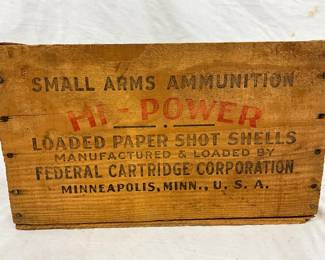 SMALL ARMS AMMUNITION
HI-POWER
LOADED PAPER SHOT SHELLS
MANUFACTURED & LOADED BY
FEDERAL CARTRIDGE CORPORATION
MINNEAPOLIS, MINN., U. S. A.